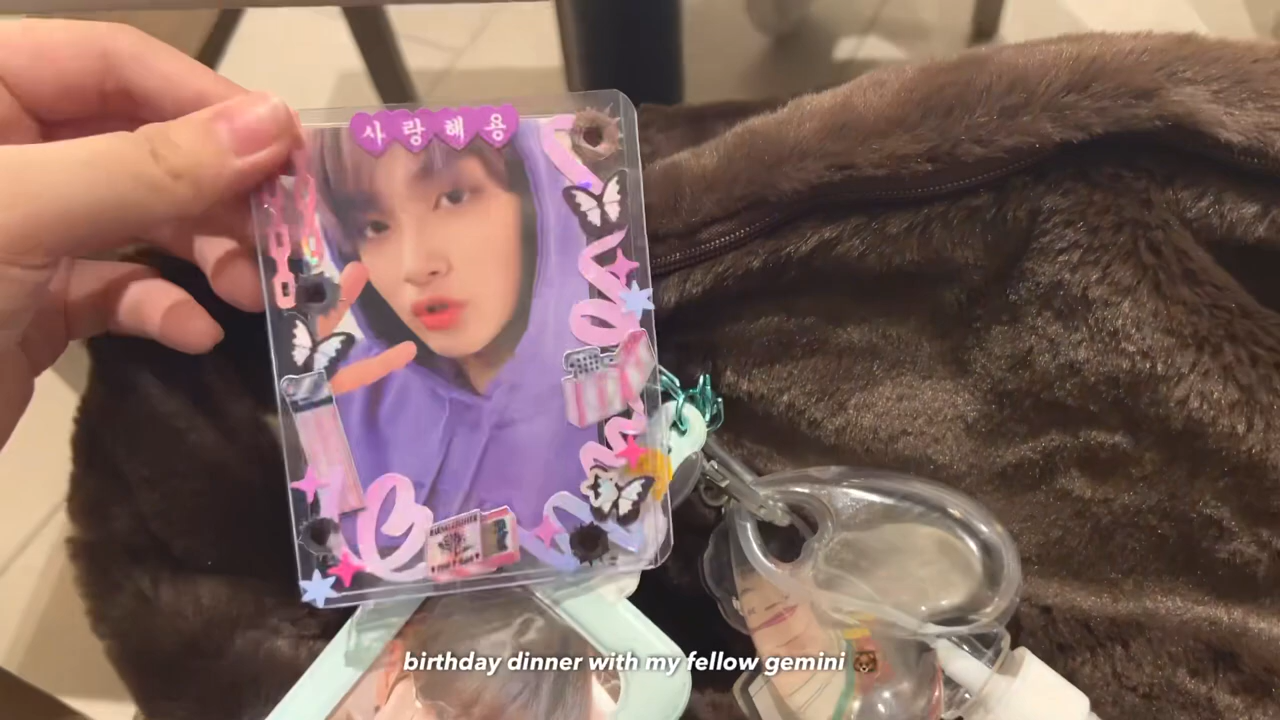 사랑해용
birthday dinner with my fellow gemini 🐻